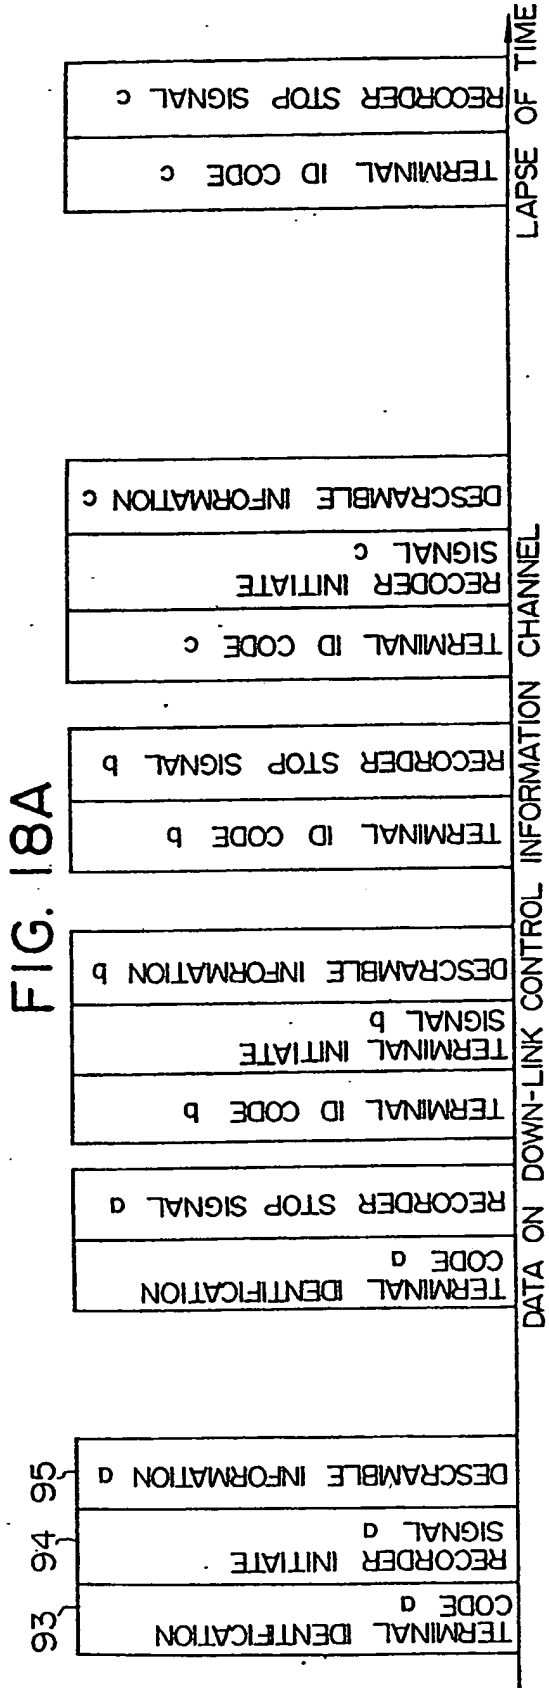 FIG. 18A
93
94
95
TERMINAL IDENTIFICATION
CODE a
RECORDER INITIATE
SIGNAL a
DESCRAMBLE INFORMATION a
TERMINAL IDENTIFICATION
CODE a
RECORDER STOP SIGNAL a
TERMINAL ID CODE b
TERMINAL INITIATE
SIGNAL b
DESCRAMBLE INFORMATION b
TERMINAL ID CODE b
RECORDER STOP SIGNAL b
TERMINAL ID CODE c
RECODER INITIATE
SIGNAL c
DESCRAMBLE INFORMATION c
TERMINAL ID CODE c
RECORDER STOP SIGNAL c
DATA ON DOWN-LINK CONTROL INFORMATION CHANNEL
LAPSE OF TIME